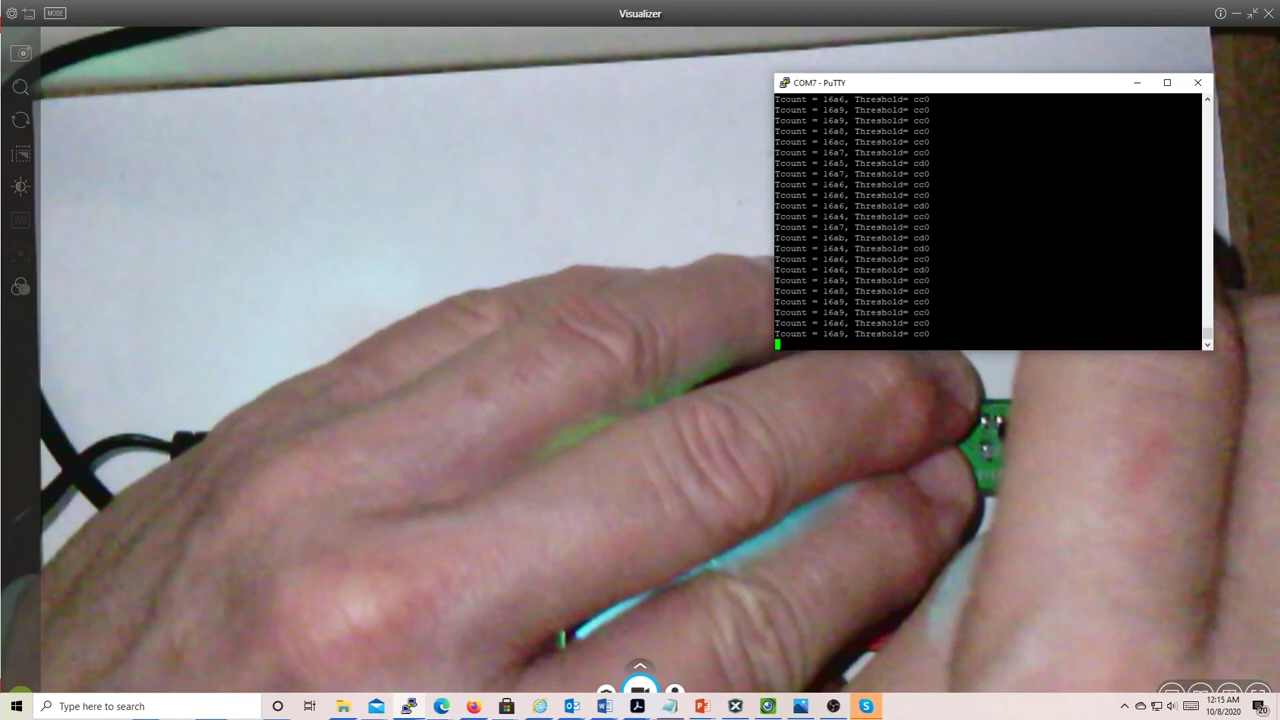 MODE
Visualizer
COM7 - PuTTY
Tcount = 16a6, Threshold= cc0
Tcount = 16a9, Threshold= cc0
Tcount = 16a9, Threshold= cc0
Tcount = 16a8, Threshold= cc0
Tcount = 16ac, Threshold= cc0
Tcount = 16a7, Threshold= cc0
Tcount = 16a5, Threshold= cd0
Tcount = 16a7, Threshold= cc0
Tcount = 16a6, Threshold= cc0
Tcount = 16a6, Threshold= cc0
Tcount = 16a6, Threshold= cd0
Tcount = 16a4, Threshold= cc0
Tcount = 16a7, Threshold= cc0
Tcount = 16ab, Threshold= cd0
Tcount = 16a4, Threshold= cd0
Tcount = 16a6, Threshold= cc0
Tcount = 16a6, Threshold= cd0
Tcount = 16a9, Threshold= cc0
Tcount = 16a8, Threshold= cc0
Tcount = 16a9, Threshold= cc0
Tcount = 16a9, Threshold= cc0
Tcount = 16a6, Threshold= cc0
Tcount = 16a9, Threshold= cc0
Type here to search
12:15 AM
10/8/2020
20